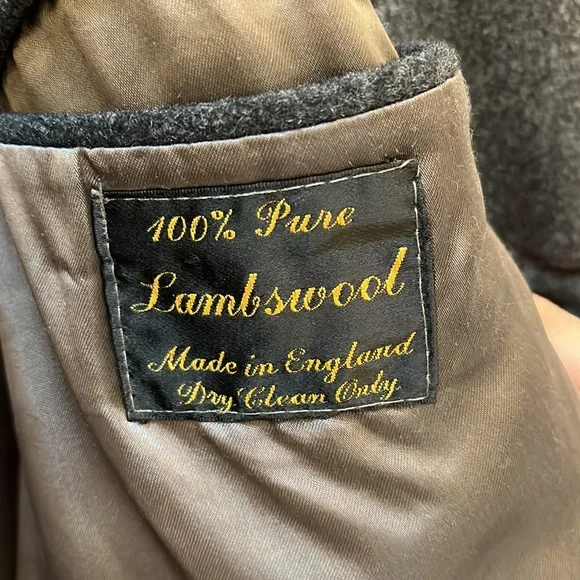 100% Pure
Lambswool
Made in England
Dry Clean Only